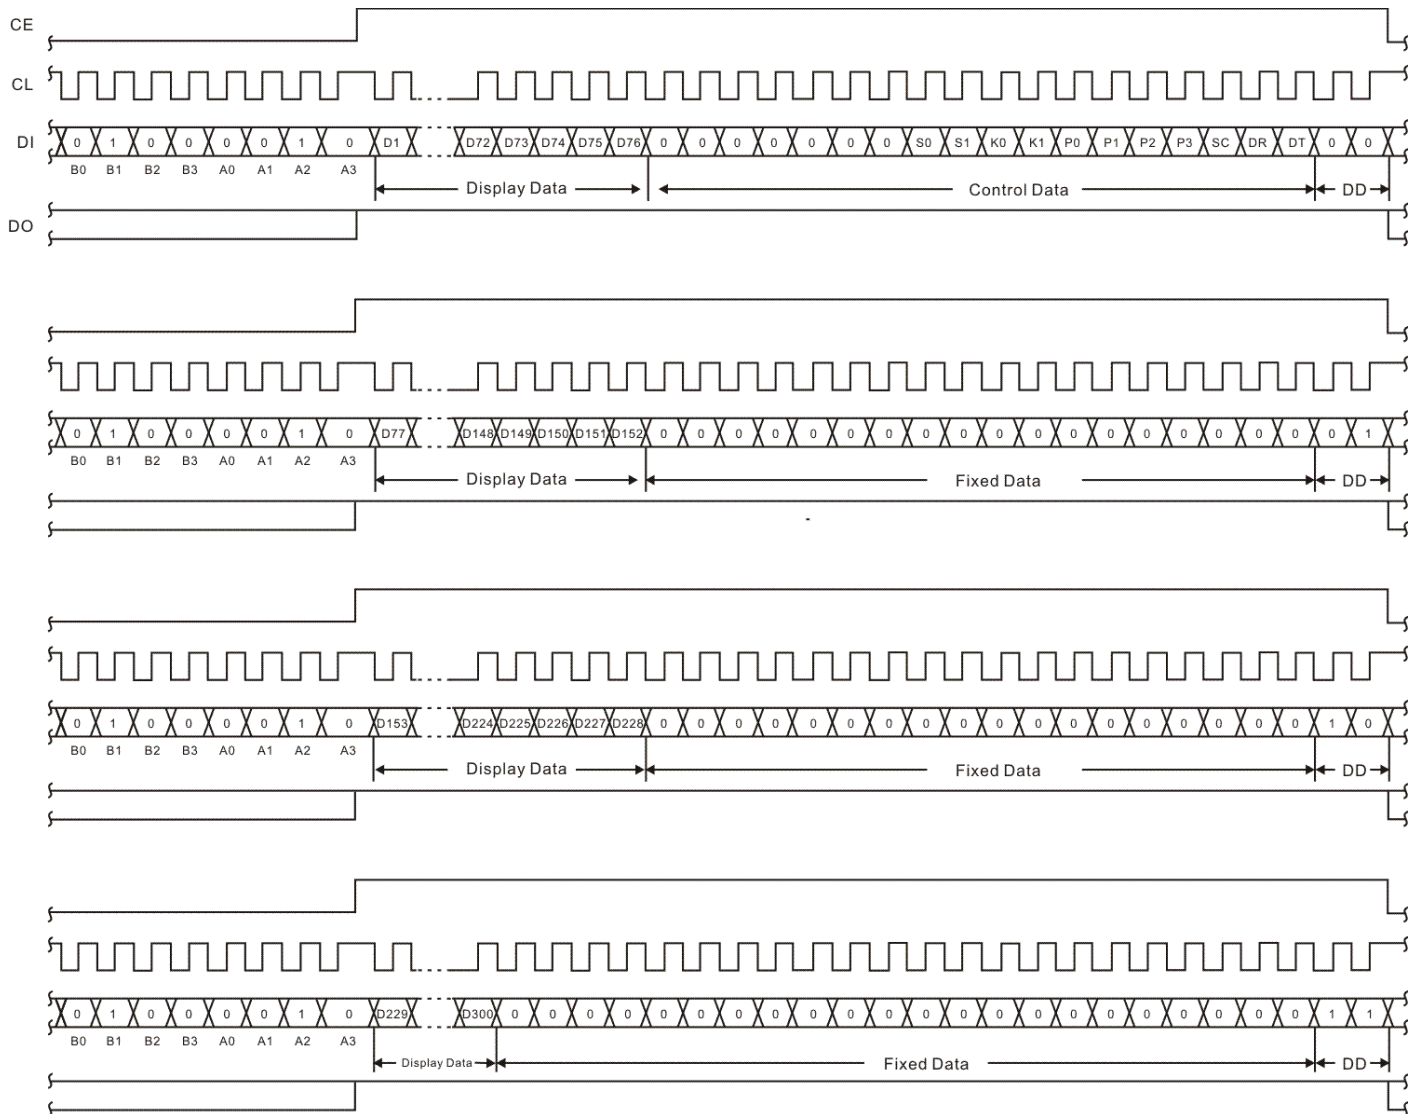 CE
CL
DI 0 1 0 0 0 0 1 0 D1 D72 D73 D74 D75 D76 0 0 0 0 0 0 0 S0 S1 K0 K1 P0 P1 P2 P3 SC DR DT 0 0
B0 B1 B2 B3 A0 A1 A2 A3
Display Data Control Data DD
DO
0 1 0 0 0 0 1 0 D77 D148 D149 D150 D151 D152 0 0 0 0 0 0 0 0 0 0 0 0 0 0 0 0 0 0 0 1
B0 B1 B2 B3 A0 A1 A2 A3
Display Data Fixed Data DD
0 1 0 0 0 0 1 0 D153 D224 D225 D226 D227 D228 0 0 0 0 0 0 0 0 0 0 0 0 0 0 0 0 0 0 1 0
B0 B1 B2 B3 A0 A1 A2 A3
Display Data Fixed Data DD
0 1 0 0 0 0 1 0 D229 D300 0 0 0 0 0 0 0 0 0 0 0 0 0 0 0 0 0 0 0 0 0 0 1 1
B0 B1 B2 B3 A0 A1 A2 A3
Display Data Fixed Data DD